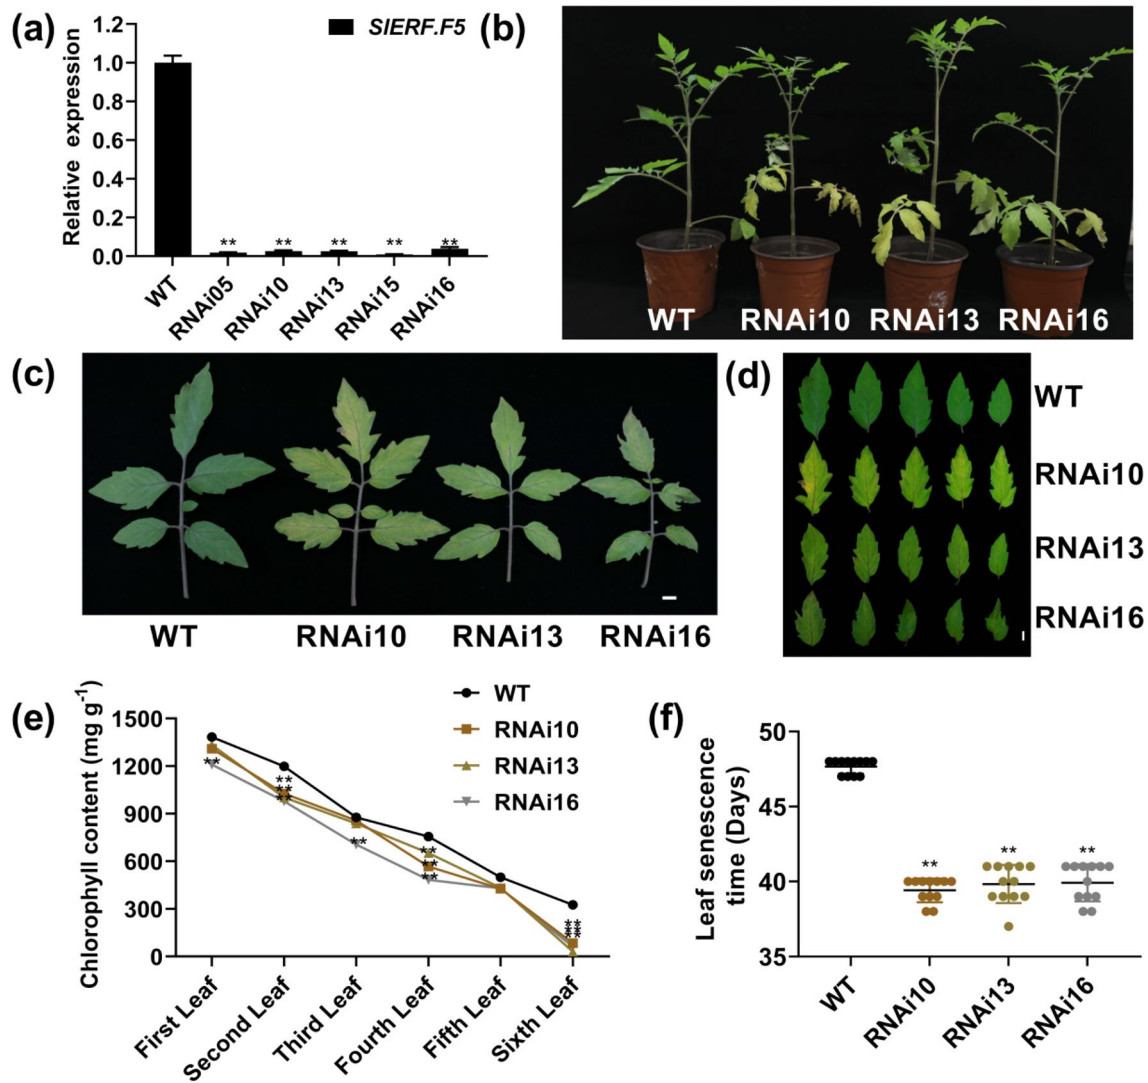 (a)
SlERF.F5
Relative expression
1.2
1.0
0.8
0.6
0.4
0.2
0.0
** ** ** ** **
WT RNAi05 RNAi10 RNAi13 RNAi15 RNAi16
(b)
WT RNAi10 RNAi13 RNAi16
(c)
WT RNAi10 RNAi13 RNAi16
(d)
WT
RNAi10
RNAi13
RNAi16
(e)
WT
RNAi10
RNAi13
RNAi16
Chlorophyll content (mg g-1)
1500
1200
900
600
300
0
**
**
**
**
**
**
**
**
**
**
**
First Leaf Second Leaf Third Leaf Fourth Leaf Fifth Leaf Sixth Leaf
(f)
Leaf senescence
time (Days)
50
45
40
35
** ** **
WT RNAi10 RNAi13 RNAi16